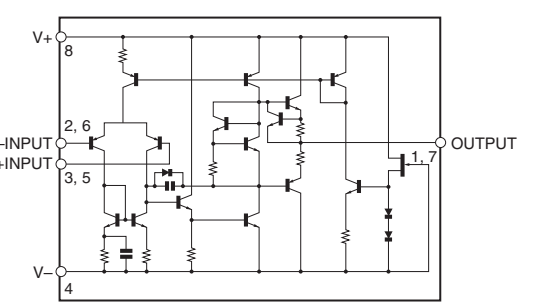 V+
8
2, 6
–INPUT
+INPUT
3, 5
1, 7
OUTPUT
V–
4